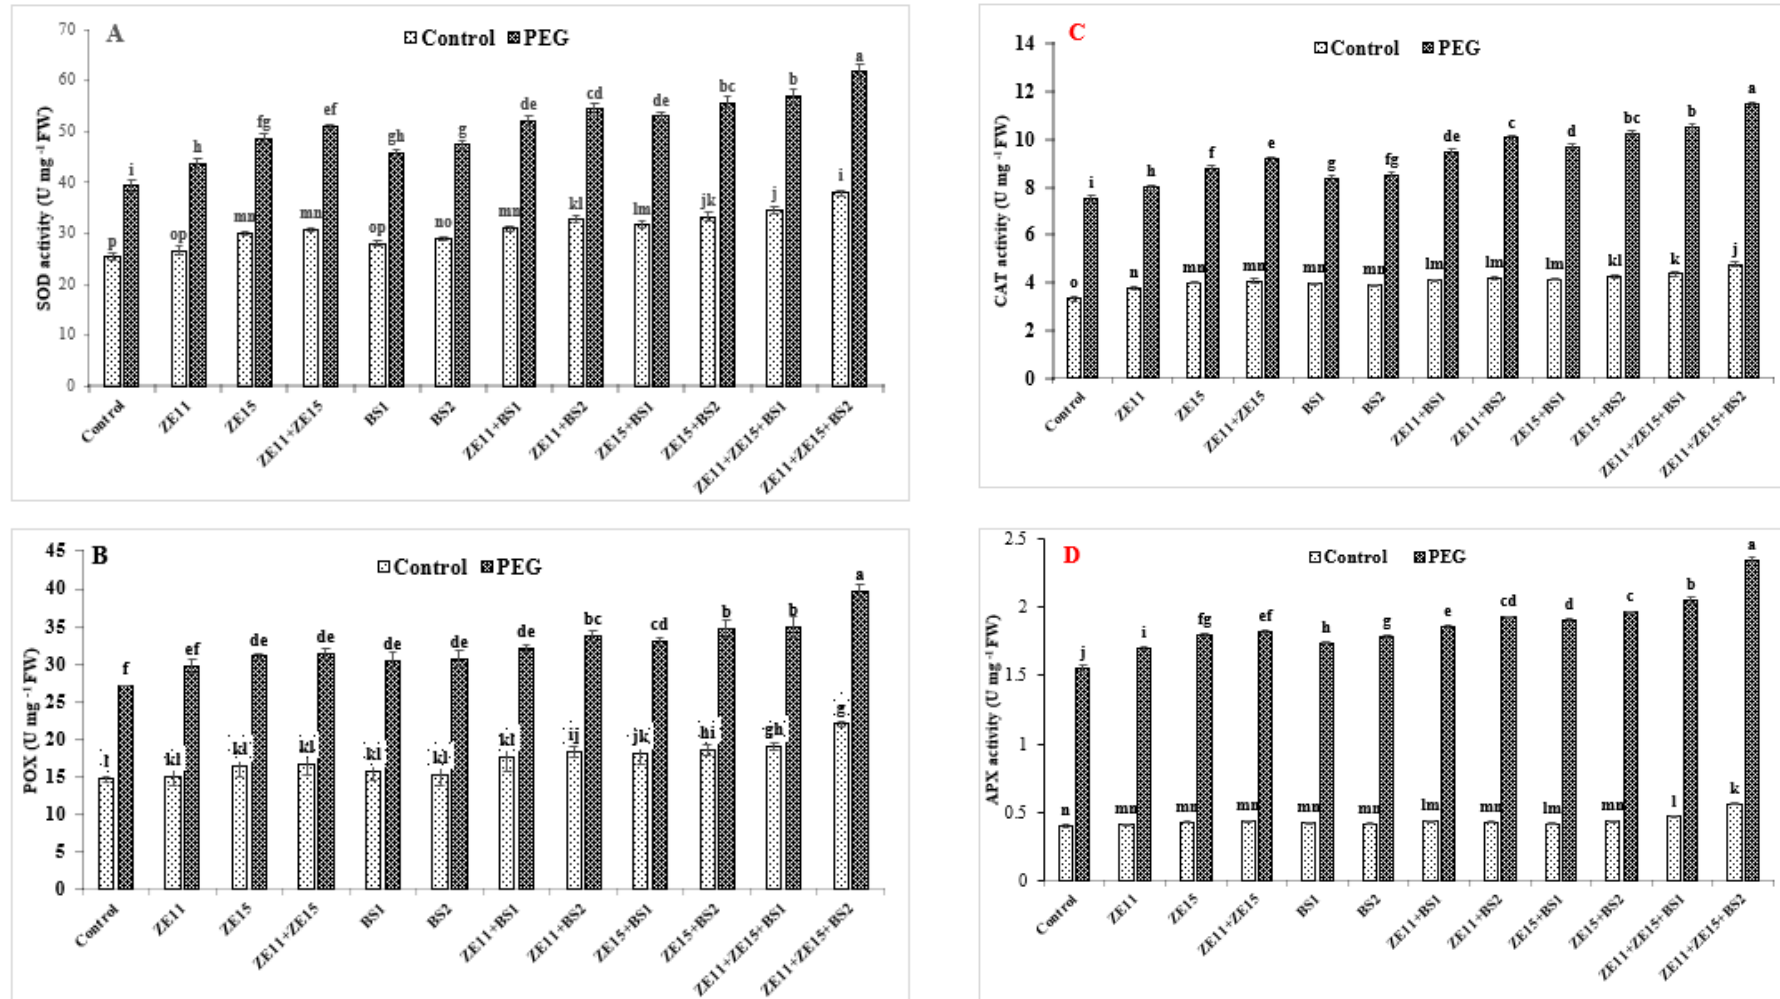 A
Control PEG
SOD activity (U mg -1 FW)
70
60
50
40
30
20
10
0
p i op h mn fg mn ef op gh no g mn de kl cd lm de jk bc j b i a
Control ZE11 ZE15 ZE11+ZE15 BS1 BS2 ZE11+BS1 ZE11+BS2 ZE15+BS1 ZE15+BS2 ZE11+ZE15+BS1 ZE11+ZE15+BS2
C
Control PEG
CAT activity (U mg -1 FW)
14
12
10
8
6
4
2
0
o i n h mn f mn e mn g mn fg lm de lm c lm d kl bc k b j a
Control ZE11 ZE15 ZE11+ZE15 BS1 BS2 ZE11+BS1 ZE11+BS2 ZE15+BS1 ZE15+BS2 ZE11+ZE15+BS1 ZE11+ZE15+BS2
B
Control PEG
POX (U mg -1 FW)
45
40
35
30
25
20
15
10
5
0
l f kl ef kl de kl de kl de kl de kl de ij bc jk cd hi b gh b g a
Control ZE11 ZE15 ZE11+ZE15 BS1 BS2 ZE11+BS1 ZE11+BS2 ZE15+BS1 ZE15+BS2 ZE11+ZE15+BS1 ZE11+ZE15+BS2
D
Control PEG
APX activity (U mg -1 FW)
2.5
2
1.5
1
0.5
0
n j mn i mn fg mn ef mn h mn g lm e mn cd lm d mn c l b k a
Control ZE11 ZE15 ZE11+ZE15 BS1 BS2 ZE11+BS1 ZE11+BS2 ZE15+BS1 ZE15+BS2 ZE11+ZE15+BS1 ZE11+ZE15+BS2